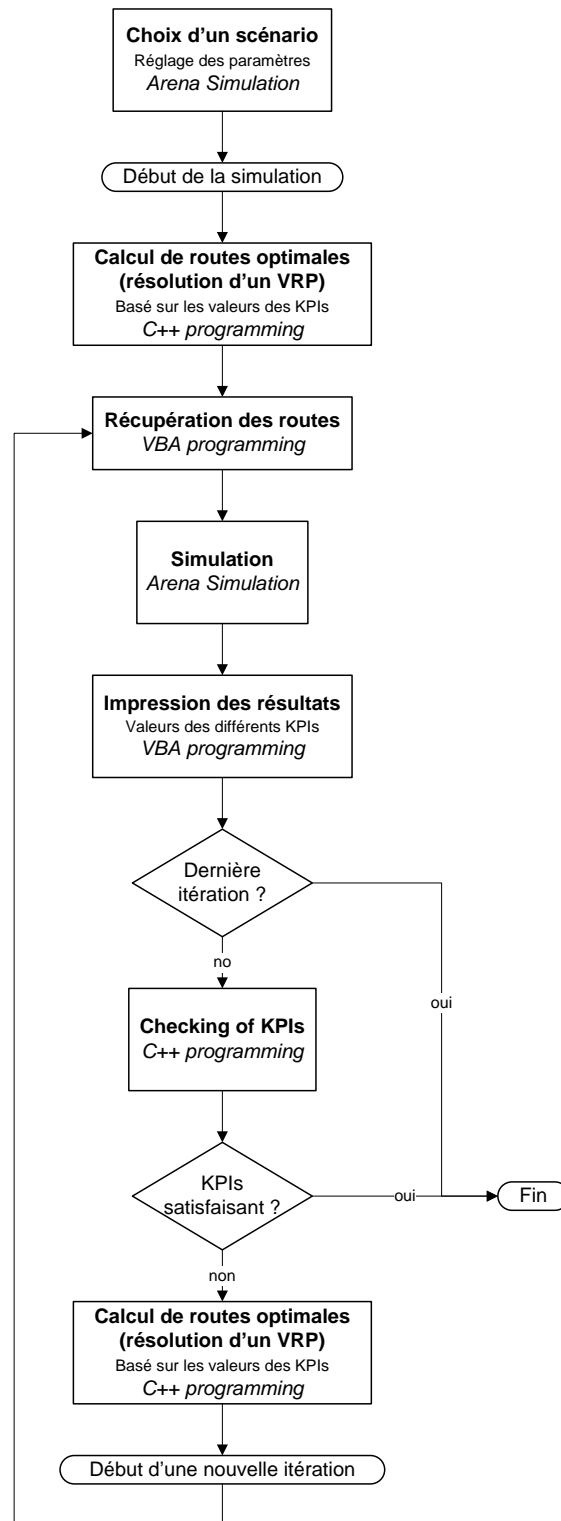 Choix d'un scénario
Réglage des paramètres
Arena Simulation
Début de la simulation
Calcul de routes optimales
(résolution d'un VRP)
Basé sur les valeurs des KPIs
C++ programming
Récupération des routes
VBA programming
Simulation
Arena Simulation
Impression des résultats
Valeurs des différents KPIs
VBA programming
Dernière
itération ?
no
oui
Checking of KPIs
C++ programming
KPIs
satisfaisant ?
oui
Fin
non
Calcul de routes optimales
(résolution d'un VRP)
Basé sur les valeurs des KPIs
C++ programming
Début d'une nouvelle itération